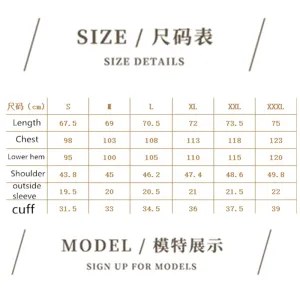 SIZE / 尺码表
SIZE DETAILS
尺码（cm） S M L XL XXL XXXL
Length 67.5 69 70.5 72 73.5 75
Chest 98 103 108 113 118 123
Lower hem 95 100 105 110 115 120
Shoulder 43.8 45 46.2 47.4 48.6 49.8
outside sleeve 19.5 20 20.5 21 21.5 22
cuff 31.5 33 34.5 36 37.5 39
MODEL / 模特展示
SIGN UP FOR MODELS